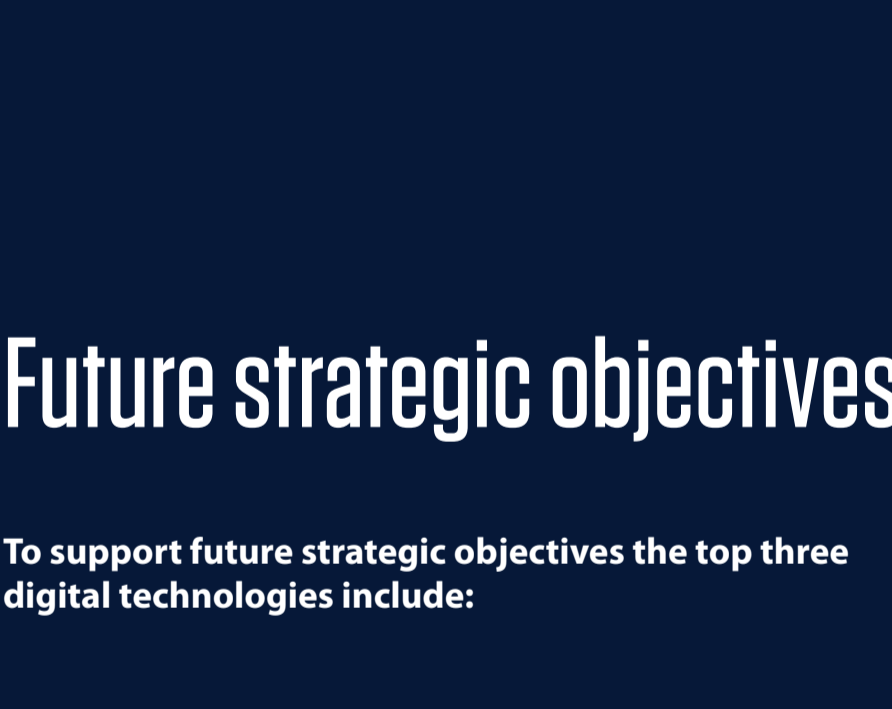 Future strategic objectives
To support future strategic objectives the top three
digital technologies include: